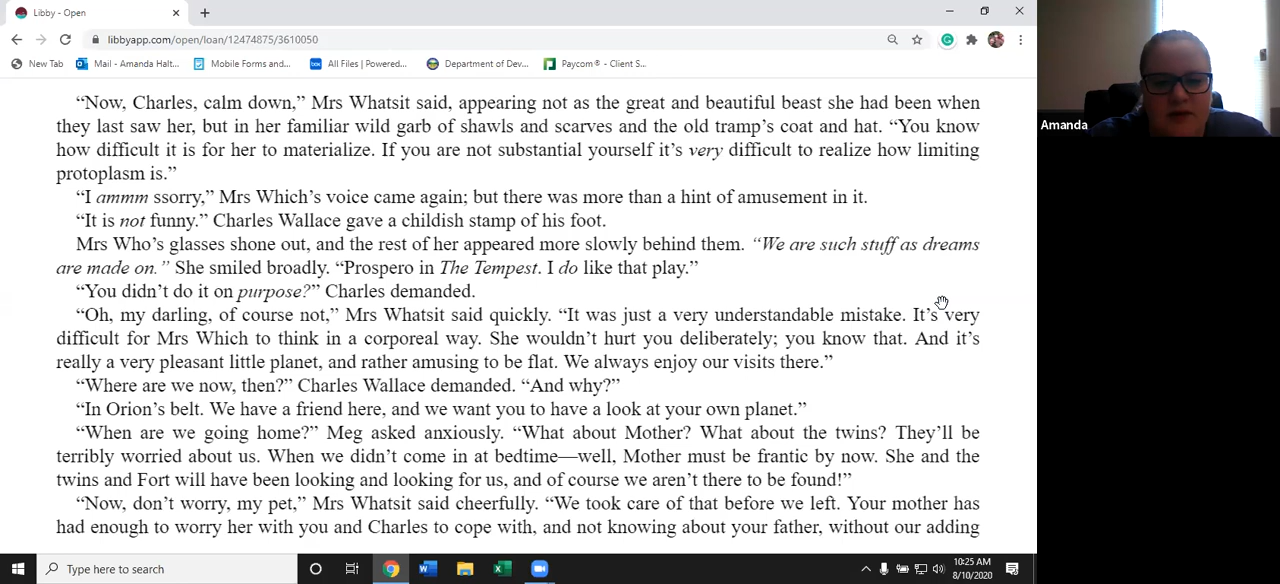 Libby - Open
libbyapp.com/open/loan/12474875/3610050
New Tab
Mail - Amanda Halt...
Mobile Forms and...
box
All Files | Powered...
Department of Dev...
Paycom® - Client S...
“Now, Charles, calm down,” Mrs Whatsit said, appearing not as the great and beautiful beast she had been when
they last saw her, but in her familiar wild garb of shawls and scarves and the old tramp’s coat and hat. “You know
how difficult it is for her to materialize. If you are not substantial yourself it’s very difficult to realize how limiting
protoplasm is.”
“I ammm ssorry,” Mrs Which’s voice came again; but there was more than a hint of amusement in it.
“It is not funny.” Charles Wallace gave a childish stamp of his foot.
Mrs Who’s glasses shone out, and the rest of her appeared more slowly behind them. “We are such stuff as dreams
are made on.” She smiled broadly. “Prospero in The Tempest. I do like that play.”
“You didn’t do it on purpose?” Charles demanded.
“Oh, my darling, of course not,” Mrs Whatsit said quickly. “It was just a very understandable mistake. It’s very
difficult for Mrs Which to think in a corporeal way. She wouldn’t hurt you deliberately; you know that. And it’s
really a very pleasant little planet, and rather amusing to be flat. We always enjoy our visits there.”
“Where are we now, then?” Charles Wallace demanded. “And why?”
“In Orion’s belt. We have a friend here, and we want you to have a look at your own planet.”
“When are we going home?” Meg asked anxiously. “What about Mother? What about the twins? They’ll be
terribly worried about us. When we didn’t come in at bedtime—well, Mother must be frantic by now. She and the
twins and Fort will have been looking and looking for us, and of course we aren’t there to be found!”
“Now, don’t worry, my pet,” Mrs Whatsit said cheerfully. “We took care of that before we left. Your mother has
had enough to worry her with you and Charles to cope with, and not knowing about your father, without our adding
Amanda
Type here to search
10:25 AM
8/10/2020